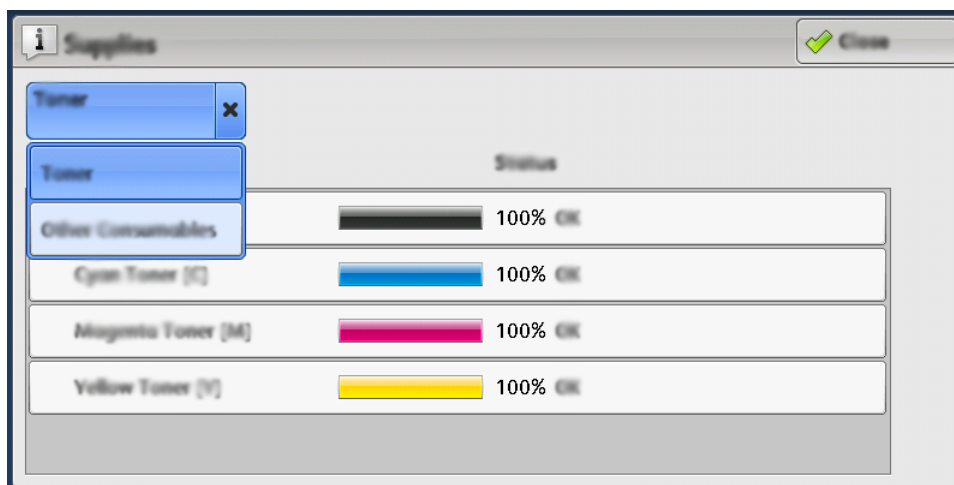 Supplies
Close
Toner
Status
Toner
100% OK
Other Consumables
Cyan Toner [C]
100% OK
Magenta Toner [M]
100% OK
Yellow Toner [Y]
100% OK